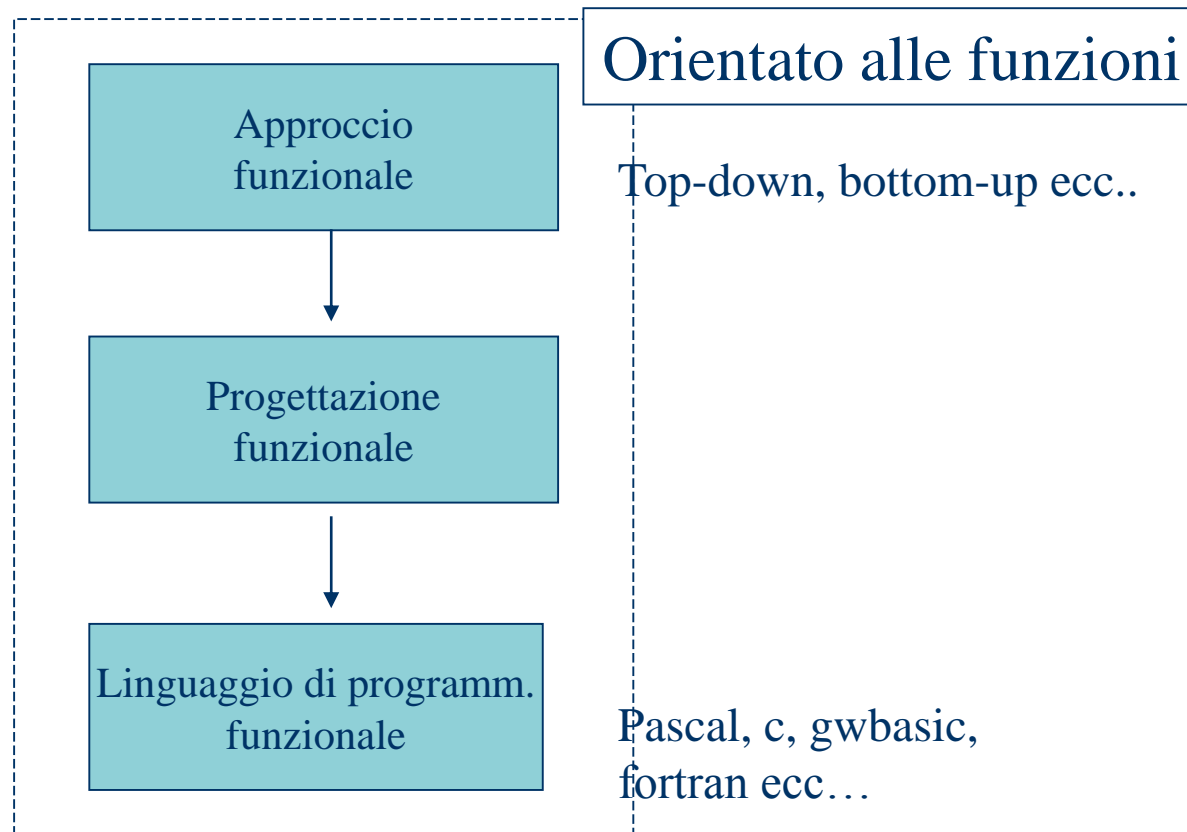 Orientato alle funzioni
Approccio
funzionale
Top-down, bottom-up ecc..
Progettazione
funzionale
Linguaggio di programm.
funzionale
Pascal, c, gwbasic,
fortran ecc…